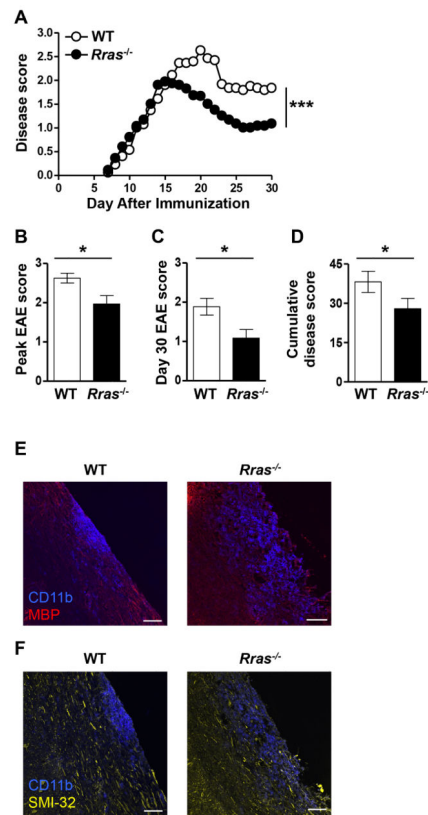 A
WT
Rras-/-
Disease score
3.0
2.5
2.0
1.5
1.0
0.5
0.0
***
0 5 10 15 20 25 30
Day After Immunization
B
*
Peak EAE score
3
2
1
0
WT Rras-/-
C
*
Day 30 EAE score
3
2
1
0
WT Rras-/-
D
*
Cumulative
disease score
45
30
15
0
WT Rras-/-
E
WT Rras-/-
CD11b
MBP
F
WT Rras-/-
CD11b
SMI-32